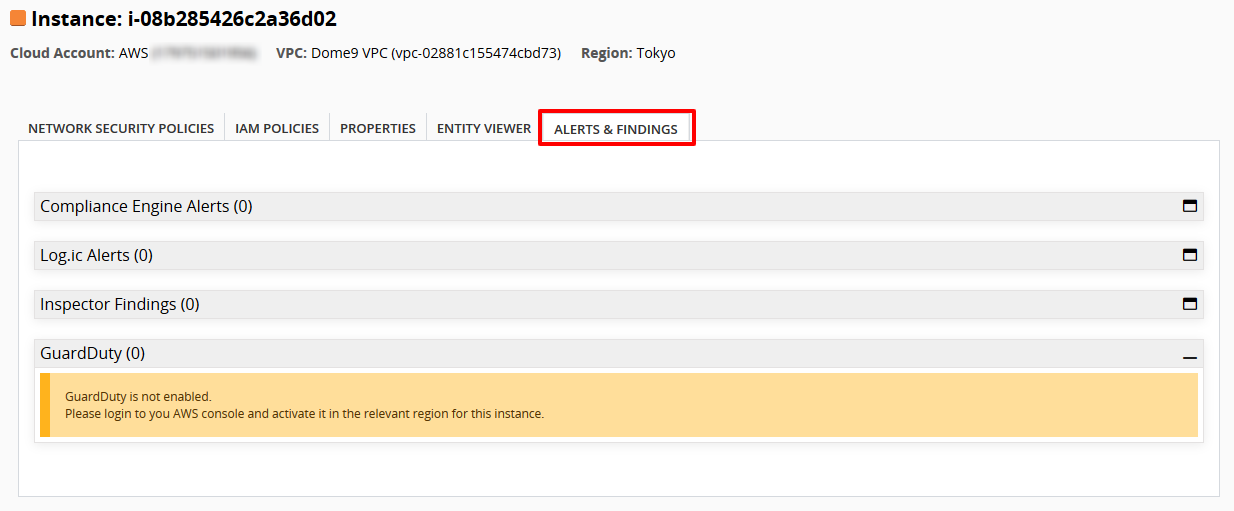 Instance: i-08b285426c2a36d02
Cloud Account: AWS VPC: Dome9 VPC (vpc-02881c155474cbd73) Region: Tokyo
NETWORK SECURITY POLICIES IAM POLICIES PROPERTIES ENTITY VIEWER ALERTS & FINDINGS
Compliance Engine Alerts (0)
Log.ic Alerts (0)
Inspector Findings (0)
GuardDuty (0)
GuardDuty is not enabled.
Please login to you AWS console and activate it in the relevant region for this instance.